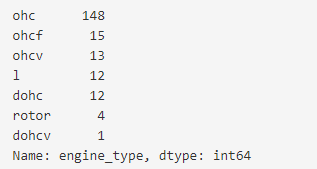 ohc 148
ohcf 15
ohcv 13
l 12
dohc 12
rotor 4
dohcv 1
Name: engine_type, dtype: int64